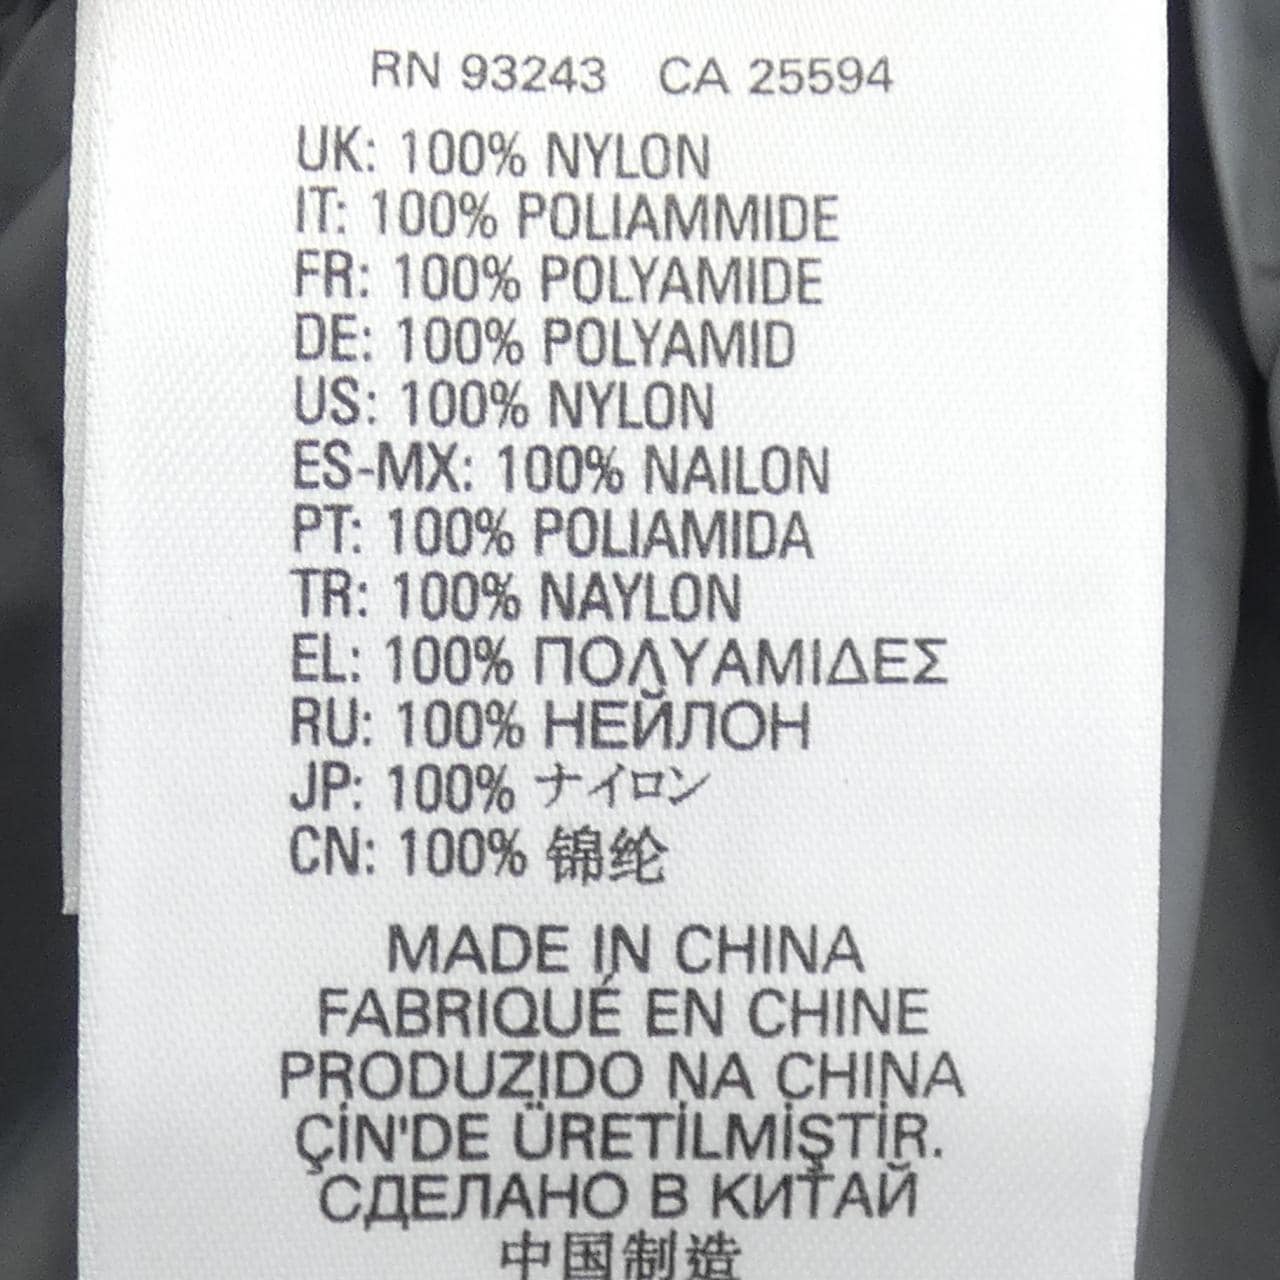 RN 93243 CA 25594
UK: 100% NYLON
IT: 100% POLIAMMIDE
FR: 100% POLYAMIDE
DE: 100% POLYAMID
US: 100% NYLON
ES-MX: 100% NAILON
PT: 100% POLIAMIDA
TR: 100% NAYLON
EL: 100% ΠΟΛΥΑΜΙΔΕΣ
RU: 100% НЕЙЛОН
JP: 100% ナイロン
CN: 100% 锦纶
MADE IN CHINA
FABRIQUÉ EN CHINE
PRODUZIDO NA CHINA
ÇİN'DE ÜRETİLMİŞTİR.
СДЕЛАНО В КИТАЙ
中国制造